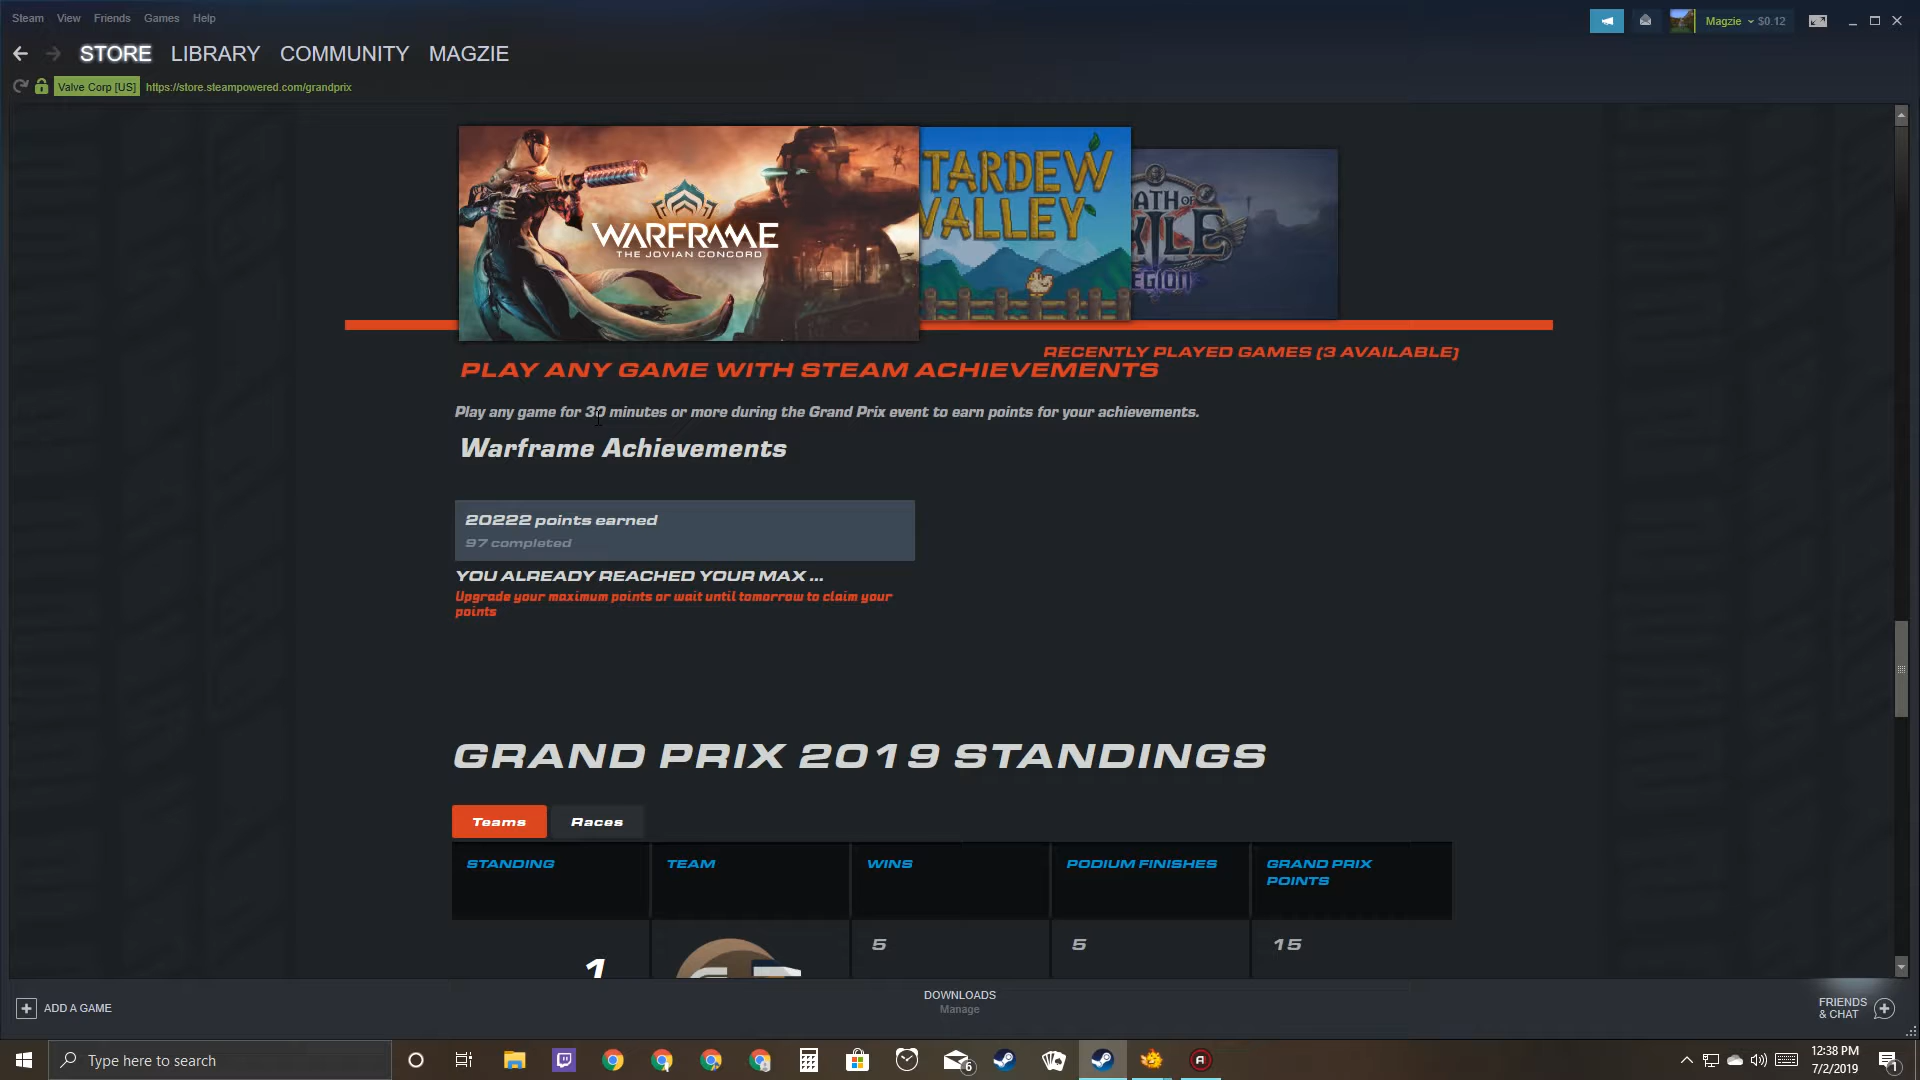 Steam View Friends Games Help
Magzie $0.12
STORE LIBRARY COMMUNITY MAGZIE
Valve Corp [US] https://store.steampowered.com/grandprix
WARFRAME
THE JOVIAN CONCORD
TARDEW
VALLEY
ATH OF
XILE
EGION
RECENTLY PLAYED GAMES (3 AVAILABLE)
PLAY ANY GAME WITH STEAM ACHIEVEMENTS
Play any game for 30 minutes or more during the Grand Prix event to earn points for your achievements.
Warframe Achievements
20222 points earned
97 completed
YOU ALREADY REACHED YOUR MAX ...
Upgrade your maximum points or wait until tomorrow to claim your
points
GRAND PRIX 2019 STANDINGS
Teams Races
STANDING TEAM WINS PODIUM FINISHES GRAND PRIX
POINTS
1 5 5 15
ADD A GAME
DOWNLOADS
Manage
FRIENDS
& CHAT
Type here to search
6
12:38 PM
7/2/2019
1